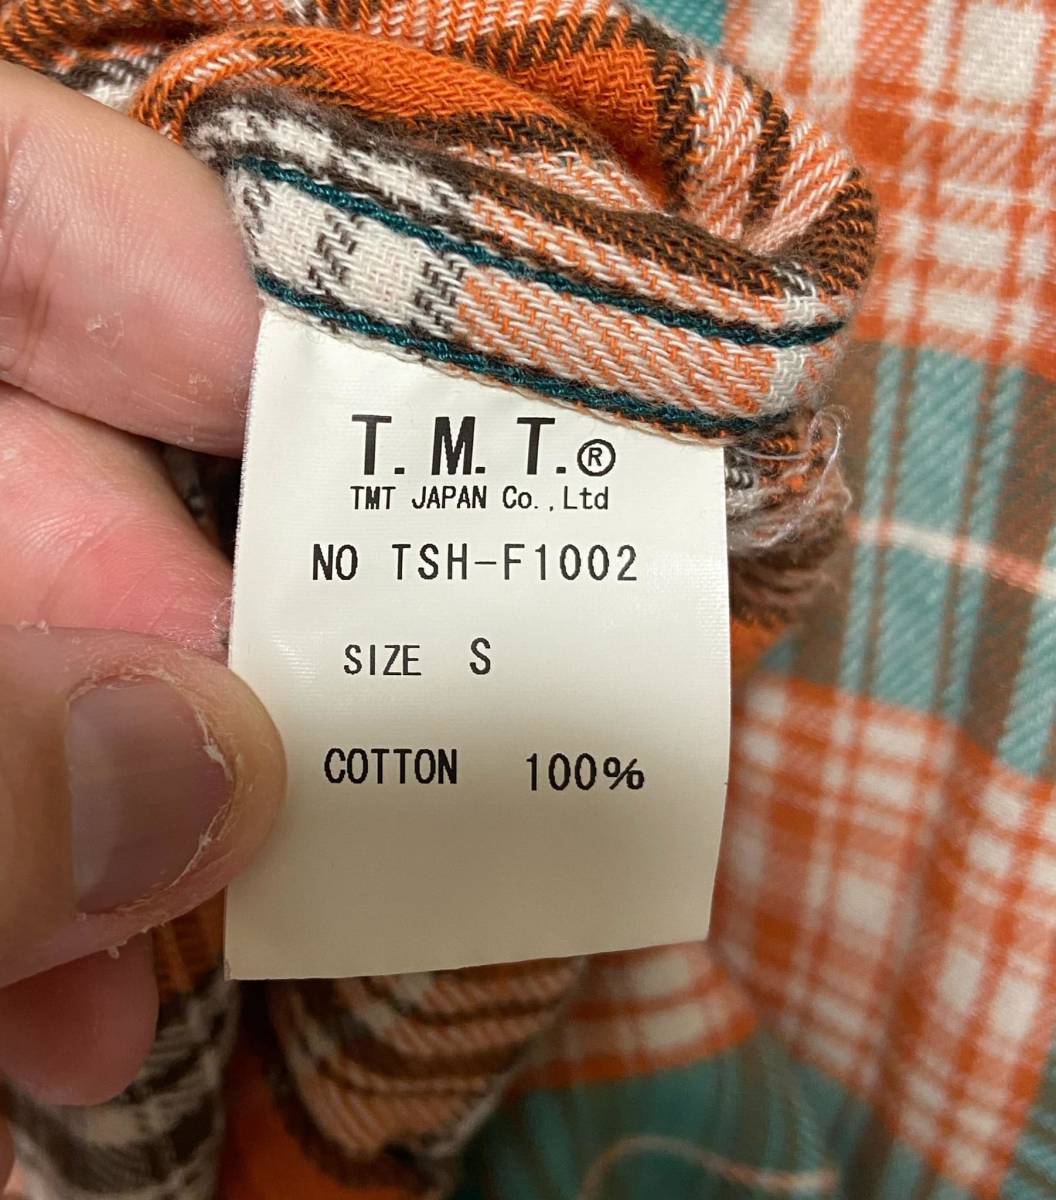 T.M.T.®
TMT JAPAN Co.,Ltd
NO TSH-F1002
SIZE S
COTTON 100%